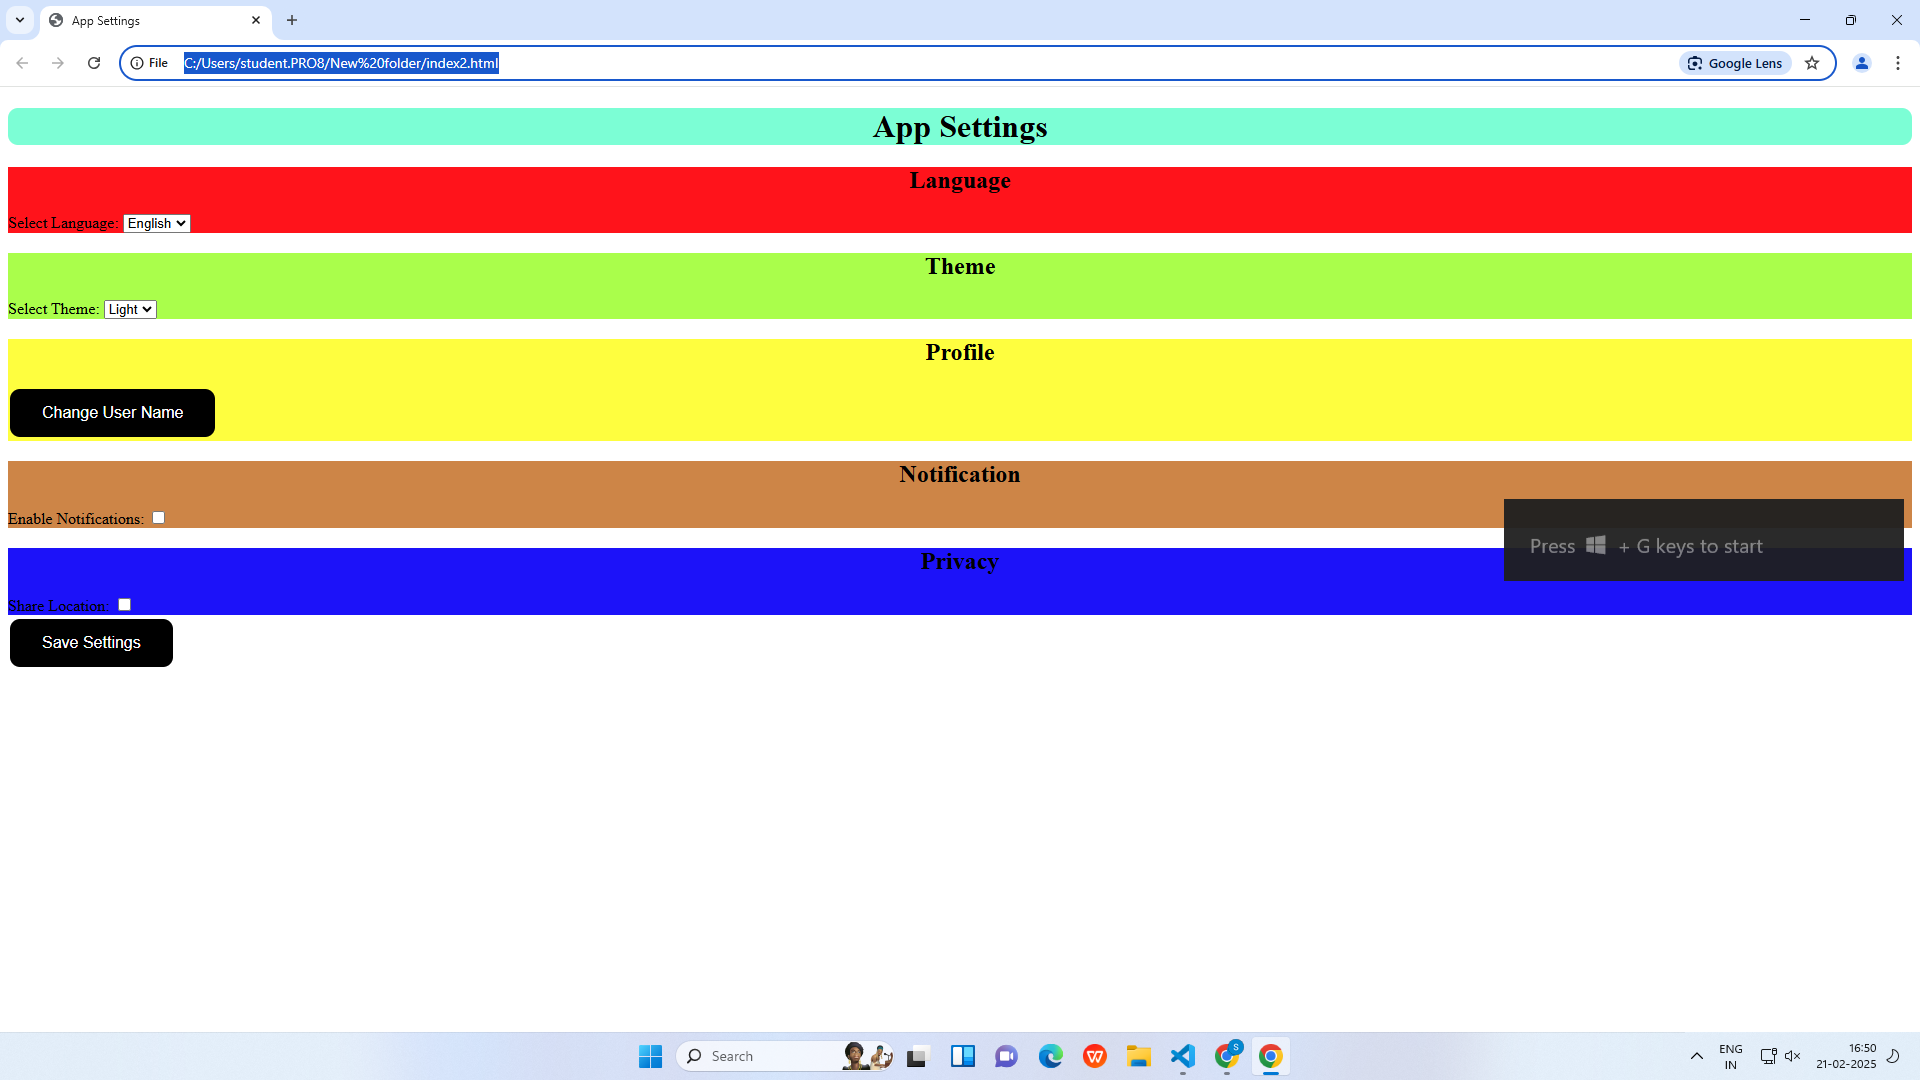 App Settings
File C:/Users/student.PRO8/New%20folder/index2.html Google Lens
App Settings
Language
Select Language: English
Theme
Select Theme: Light
Profile
Change User Name
Notification
Enable Notifications:
Press + G keys to start
Privacy
Share Location:
Save Settings
Search
S
W
ENG
IN
16:50
21-02-2025